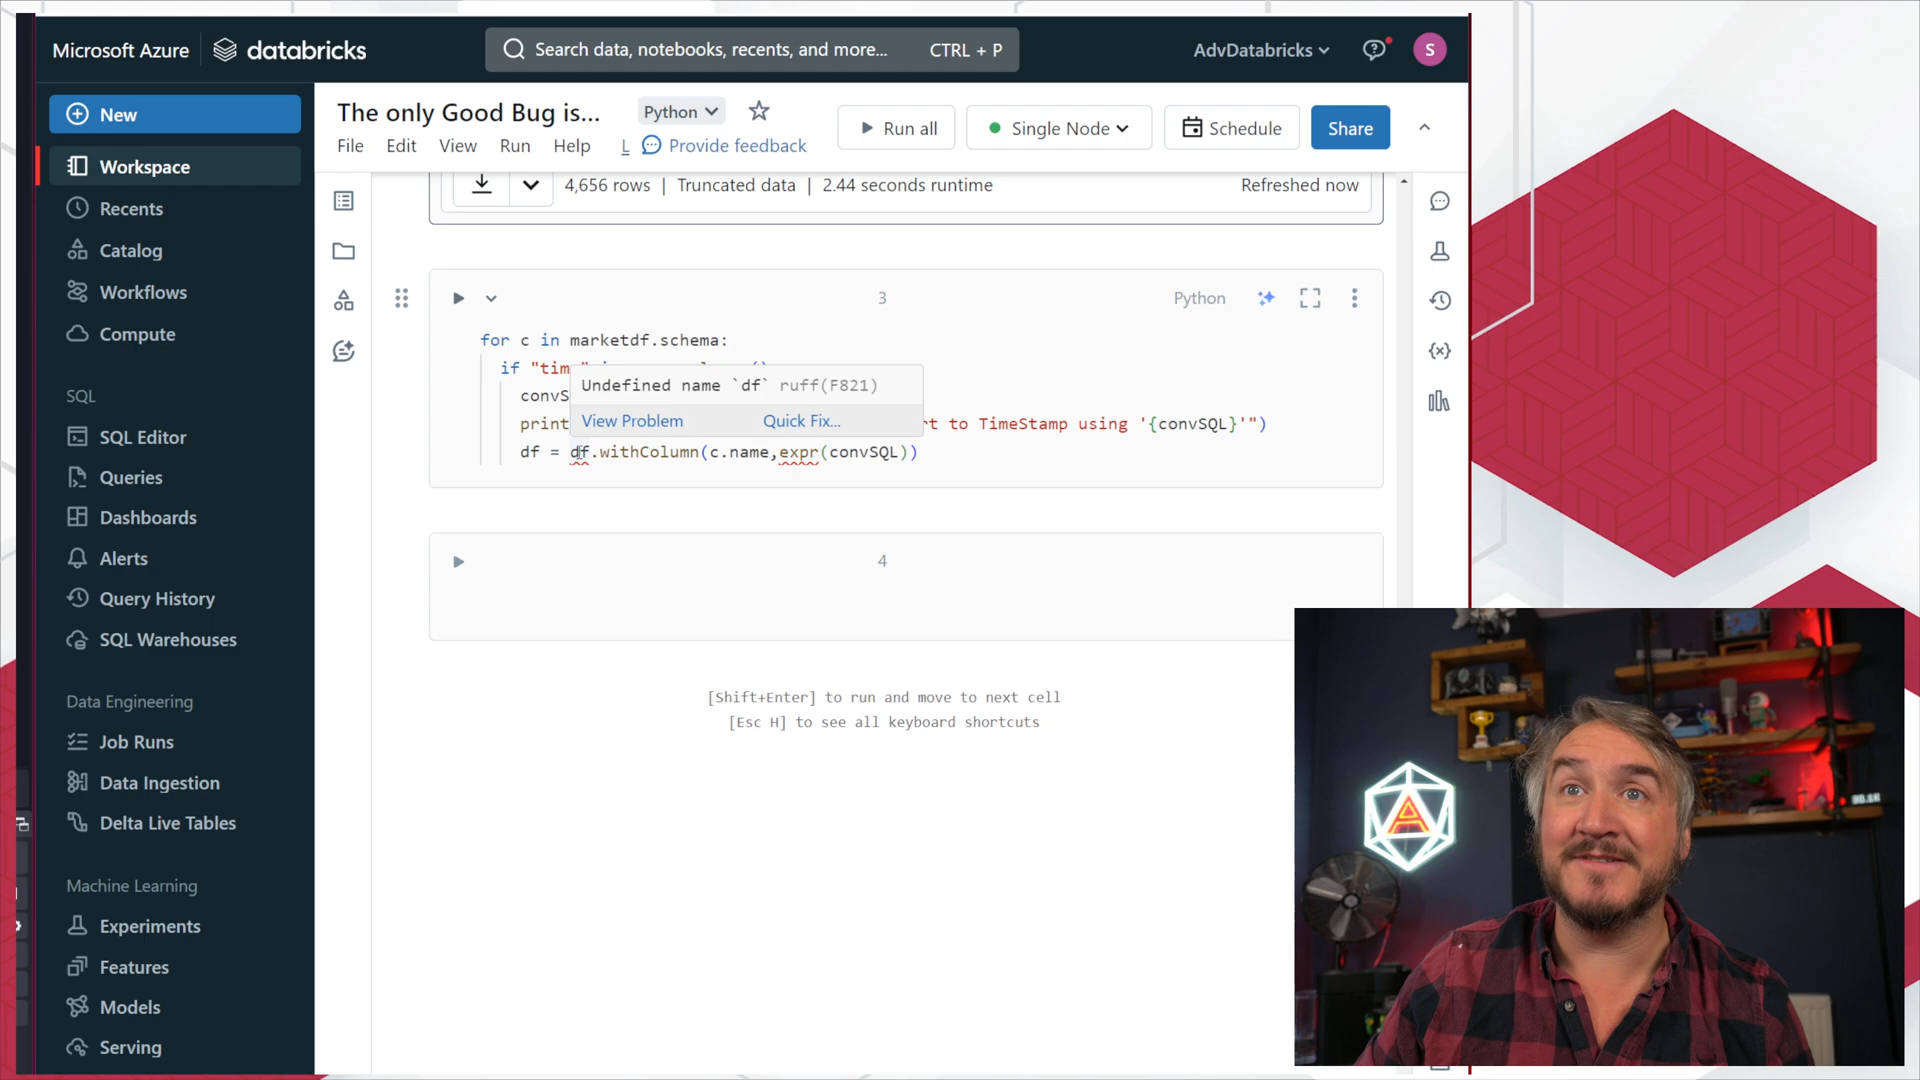 Microsoft Azure
databricks
Search data, notebooks, recents, and more...
CTRL + P
AdvDatabricks
S
New
Workspace
Recents
Catalog
Workflows
Compute
SQL
SQL Editor
Queries
Dashboards
Alerts
Query History
SQL Warehouses
Data Engineering
Job Runs
Data Ingestion
Delta Live Tables
Machine Learning
Experiments
Features
Models
Serving
The only Good Bug is...
Python
Run all
Single Node
Schedule
Share
File Edit View Run Help L Provide feedback
4,656 rows | Truncated data | 2.44 seconds runtime
Refreshed now
3
Python
for c in marketdf.schema:
if "tim
convS
Undefined name `df` ruff(F821)
View Problem Quick Fix...
print
rt to TimeStamp using '{convSQL}'")
df = df.withColumn(c.name,expr(convSQL))
4
[Shift+Enter] to run and move to next cell
[Esc H] to see all keyboard shortcuts
A